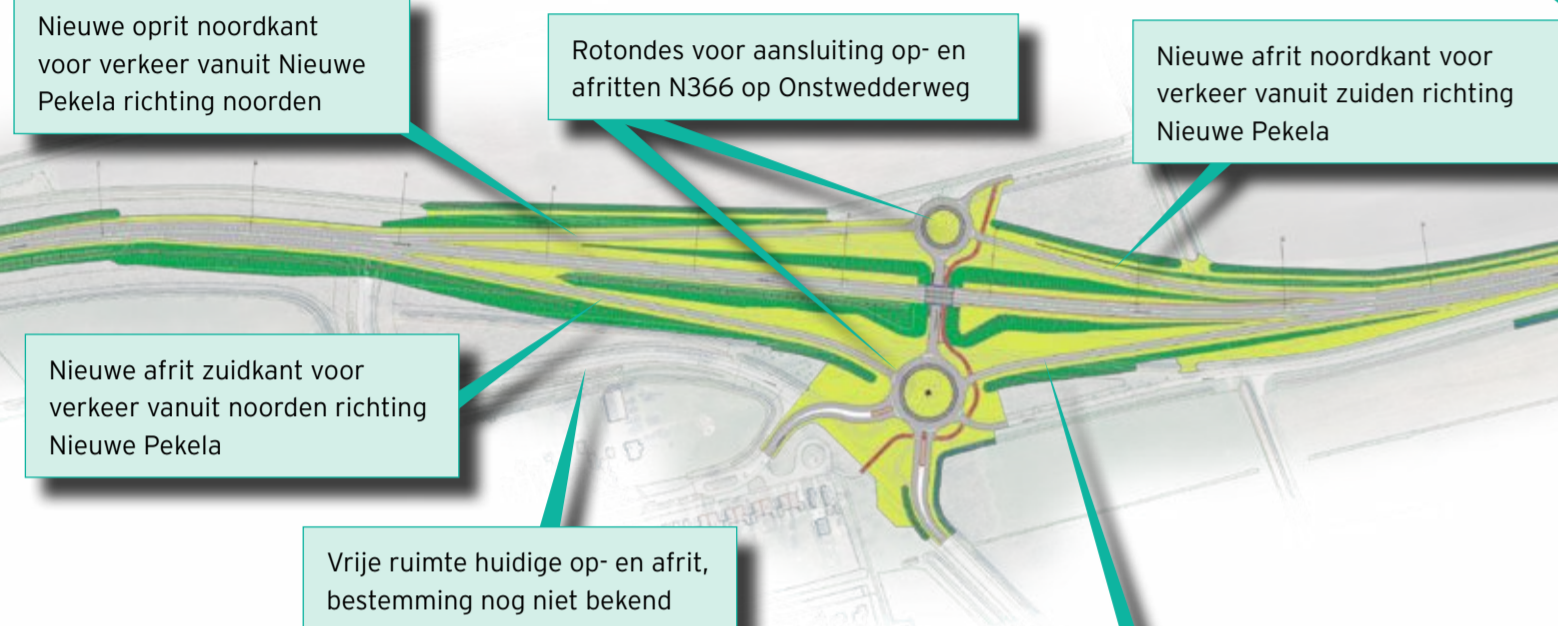 Nieuwe oprit noordkant
voor verkeer vanuit Nieuwe
Pekela richting noorden
Rotondes voor aansluiting op- en
afritten N366 op Onstwedderweg
Nieuwe afrit noordkant voor
verkeer vanuit zuiden richting
Nieuwe Pekela
Nieuwe afrit zuidkant voor
verkeer vanuit noorden richting
Nieuwe Pekela
Vrije ruimte huidige op- en afrit,
bestemming nog niet bekend